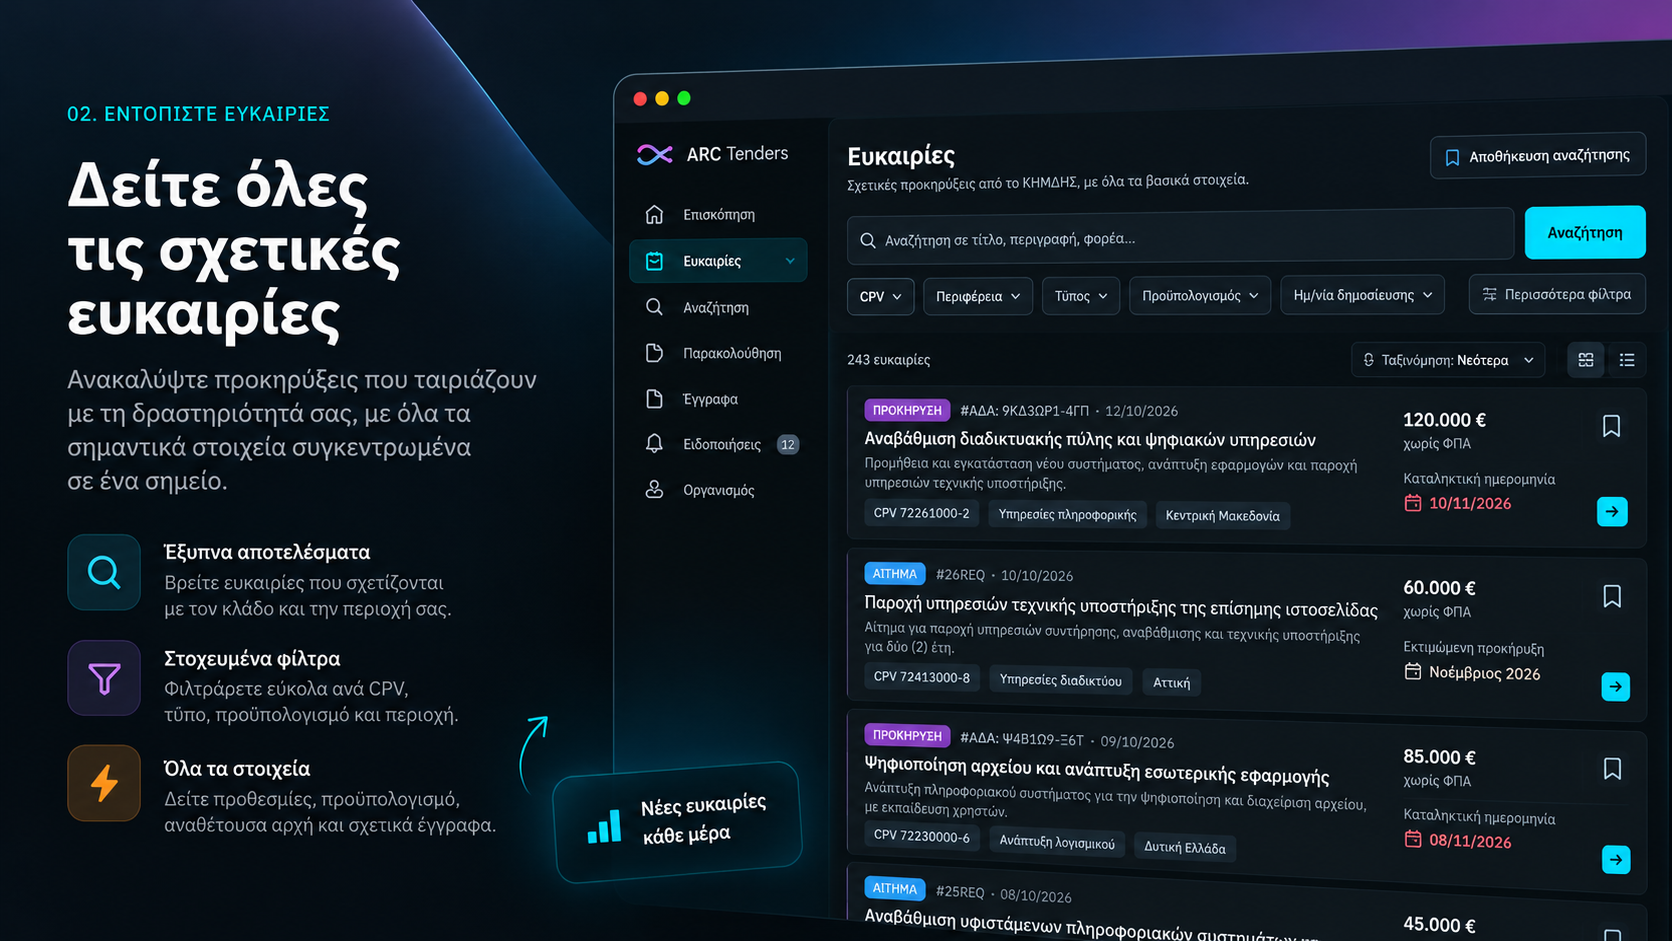 02. ΕΝΤΟΠΙΣΤΕ ΕΥΚΑΙΡΙΕΣ
Δείτε όλες
τις σχετικές
ευκαιρίες
Ανακαλύψτε προκηρύξεις που ταιριάζουν
με τη δραστηριότητά σας, με όλα τα
σημαντικά στοιχεία συγκεντρωμένα
σε ένα σημείο.
Έξυπνα αποτελέσματα
Βρείτε ευκαιρίες που σχετίζονται
με τον κλάδο και την περιοχή σας.
Στοχευμένα φίλτρα
Φιλτράρετε εύκολα ανά CPV,
τύπο, προϋπολογισμό και περιοχή.
Όλα τα στοιχεία
Δείτε προθεσμίες, προϋπολογισμό,
αναθέτουσα αρχή και σχετικά έγγραφα.
Νέες ευκαιρίες
κάθε μέρα
ARC Tenders
Επισκόπηση
Ευκαιρίες
Αναζήτηση
Παρακολούθηση
Έγγραφα
Ειδοποιήσεις 12
Οργανισμός
Ευκαιρίες
Σχετικές προκηρύξεις από το ΚΗΜΔΗΣ, με όλα τα βασικά στοιχεία.
Αποθήκευση αναζήτησης
Αναζήτηση σε τίτλο, περιγραφή, φορέα...
Αναζήτηση
CPV Περιφέρεια Τύπος Προϋπολογισμός Ημ/νία δημοσίευσης Περισσότερα φίλτρα
243 ευκαιρίες
Ταξινόμηση: Νεότερα
ΠΡΟΚΗΡΥΣΗ #ΑΔΑ: 9ΚΔ3ΩΡ1-4ΓΠ · 12/10/2026
Αναβάθμιση διαδικτυακής πύλης και ψηφιακών υπηρεσιών
Προμήθεια και εγκατάσταση νέου συστήματος, ανάπτυξη εφαρμογών και παροχή
υπηρεσιών τεχνικής υποστήριξης.
CPV 72261000-2 Υπηρεσίες πληροφορικής Κεντρική Μακεδονία
120.000 €
χωρίς ΦΠΑ
Καταληκτική ημερομηνία
10/11/2026
ΑΙΤΗΜΑ #26REQ · 10/10/2026
Παροχή υπηρεσιών τεχνικής υποστήριξης της επίσημης ιστοσελίδας
Αίτημα για παροχή υπηρεσιών συντήρησης, αναβάθμισης και τεχνικής υποστήριξης
για δύο (2) έτη.
CPV 72413000-8 Υπηρεσίες διαδικτύου Αττική
60.000 €
χωρίς ΦΠΑ
Εκτιμώμενη προκήρυξη
Νοέμβριος 2026
ΠΡΟΚΗΡΥΣΗ #ΑΔΑ: Ψ4Β1Ω9-Ξ6Τ · 09/10/2026
Ψηφιοποίηση αρχείου και ανάπτυξη εσωτερικής εφαρμογής
Ανάπτυξη πληροφοριακού συστήματος για την ψηφιοποίηση και διαχείριση αρχείου,
με εκπαίδευση χρηστών.
CPV 72230000-6 Ανάπτυξη λογισμικού Δυτική Ελλάδα
85.000 €
χωρίς ΦΠΑ
Καταληκτική ημερομηνία
08/11/2026
ΑΙΤΗΜΑ #25REQ · 08/10/2026
Αναβάθμιση υφιστάμενων πληροφοριακών συστημάτων
45.000 €